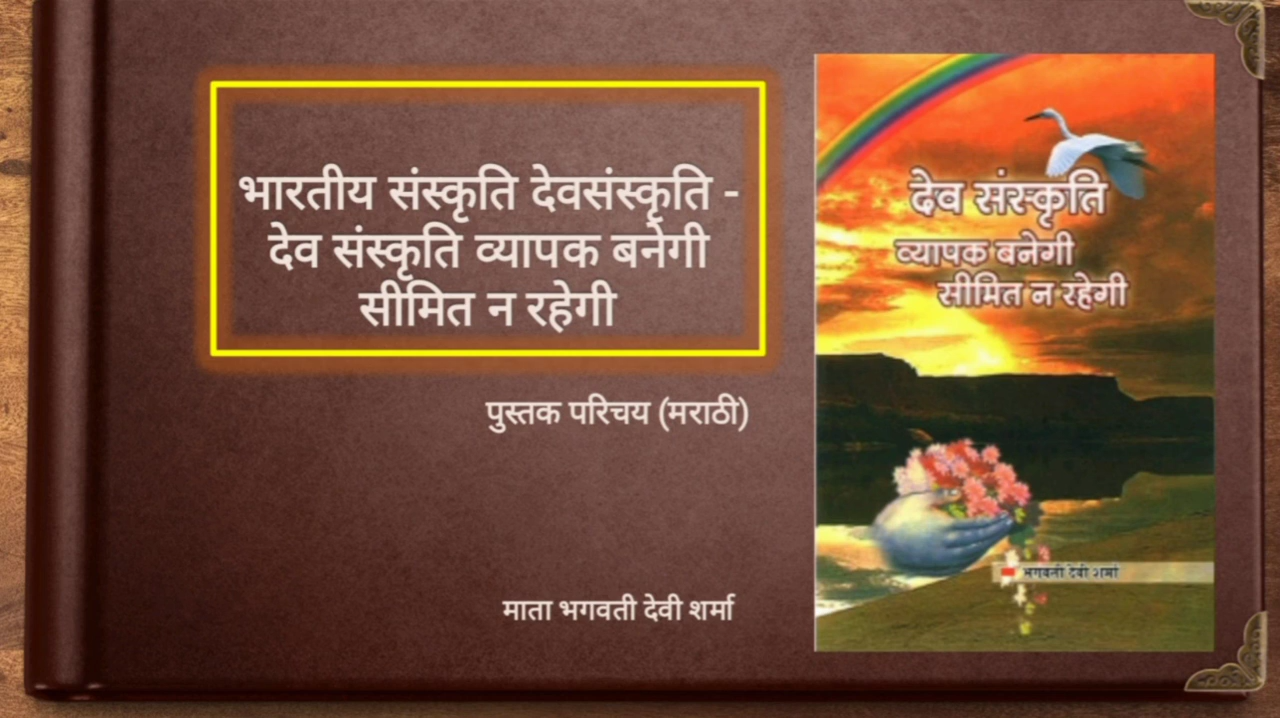 भारतीय संस्कृति देवसंस्कृति -
देव संस्कृति व्यापक बनेगी
सीमित न रहेगी
पुस्तक परिचय (मराठी)
माता भगवती देवी शर्मा
देव संस्कृति
व्यापक बनेगी
सीमित न रहेगी
भगवती देवी शर्मा